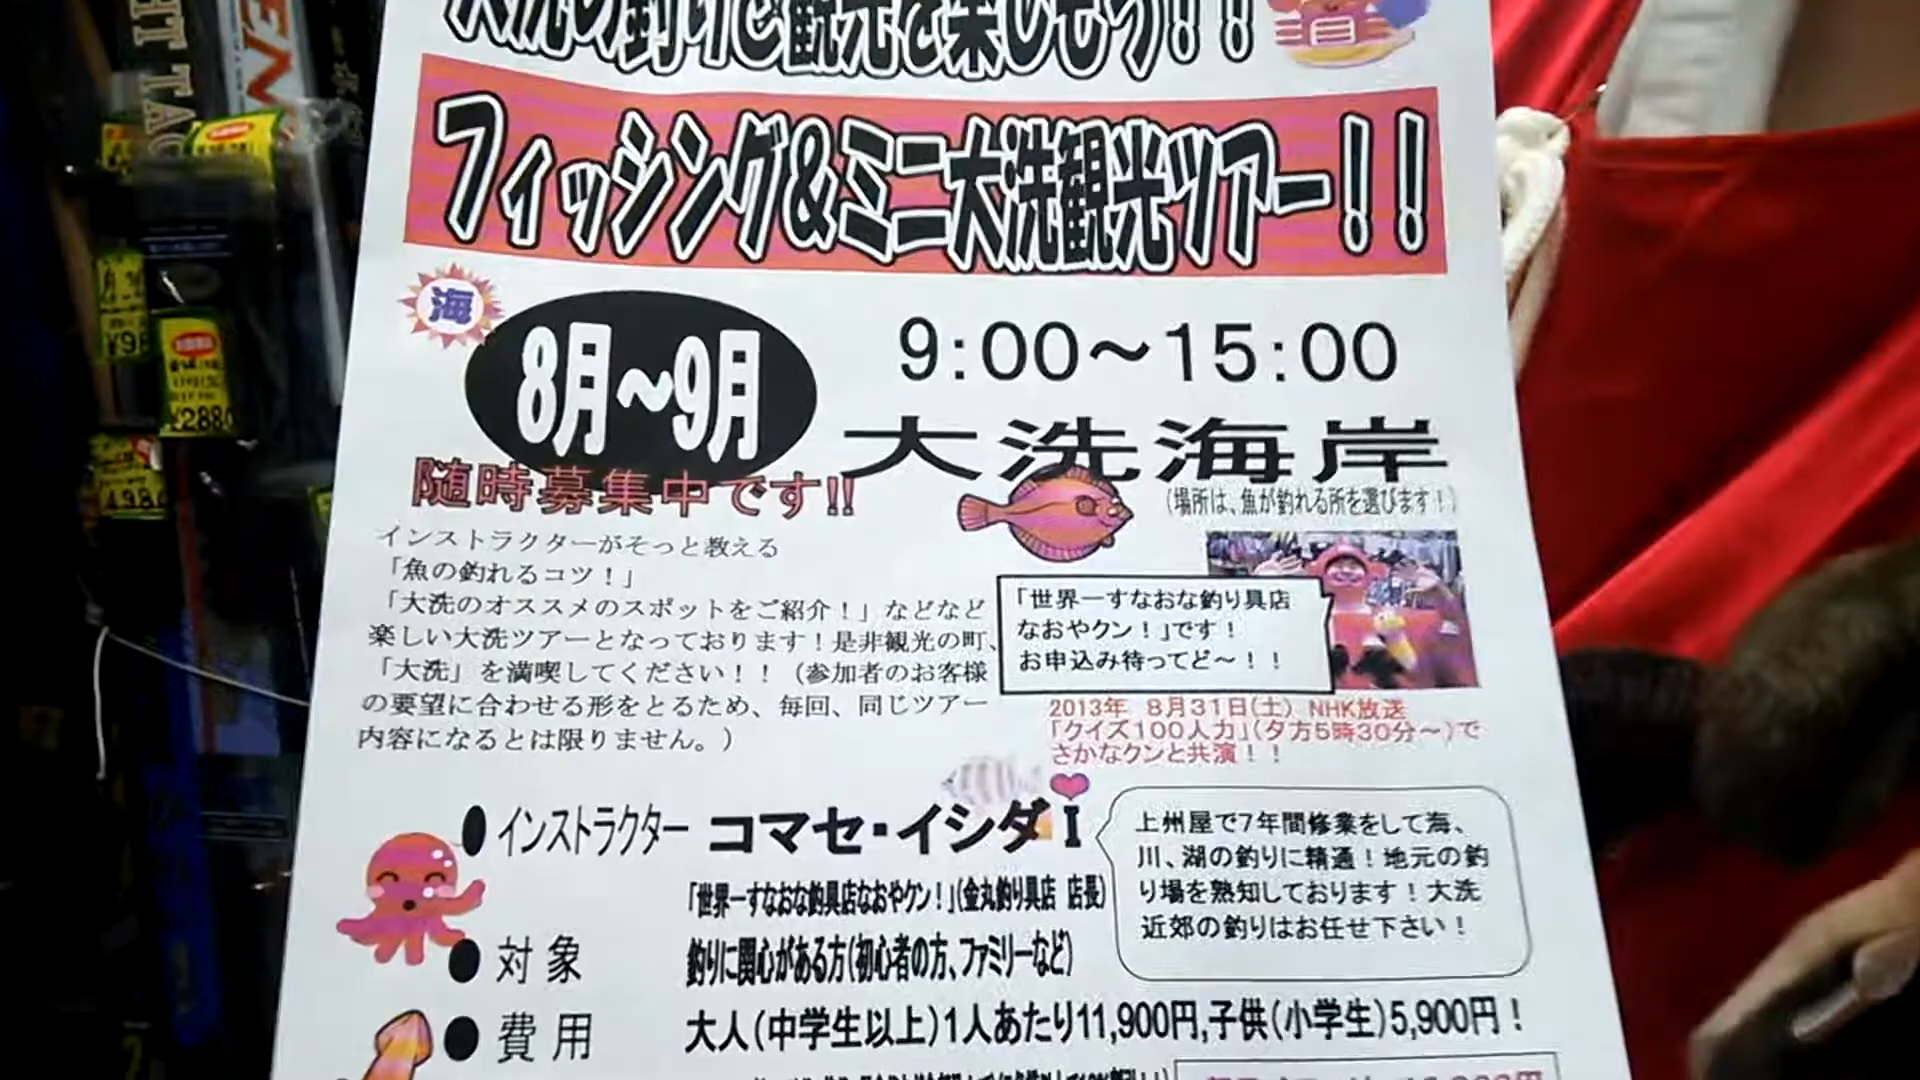 大洗の釣りと観光を楽しもう!!
フィッシング&ミニ大洗観光ツアー!!
海
8月~9月
9:00~15:00
大洗海岸
随時募集中です!!
(場所は、魚が釣れる所を選びます!)
インストラクターがそっと教える
「魚の釣れるコツ!」
「大洗のオススメのスポットをご紹介!」などなど
楽しい大洗ツアーとなっております!是非観光の町、
「大洗」を満喫してください!!(参加者のお客様
の要望に合わせる形をとるため、毎回、同じツアー
内容になるとは限りません。)
「世界一すなおな釣り具店
なおやクン!」です!
お申込み待ってど~!!
2013年 8月31日(土) NHK放送
「クイズ100人力」(夕方5時30分~)で
さかなクンと共演!!
●インストラクター コマセ・イシダI
「世界一すなおな釣具店なおやクン!」(金丸釣り具店 店長)
上州屋で7年間修業をして海、
川、湖の釣りに精通!地元の釣
り場を熟知しております!大洗
近郊の釣りはお任せ下さい!
●対象 釣りに関心がある方(初心者の方、ファミリーなど)
●費用 大人(中学生以上)1人あたり11,900円,子供(小学生)5,900円!
¥2880